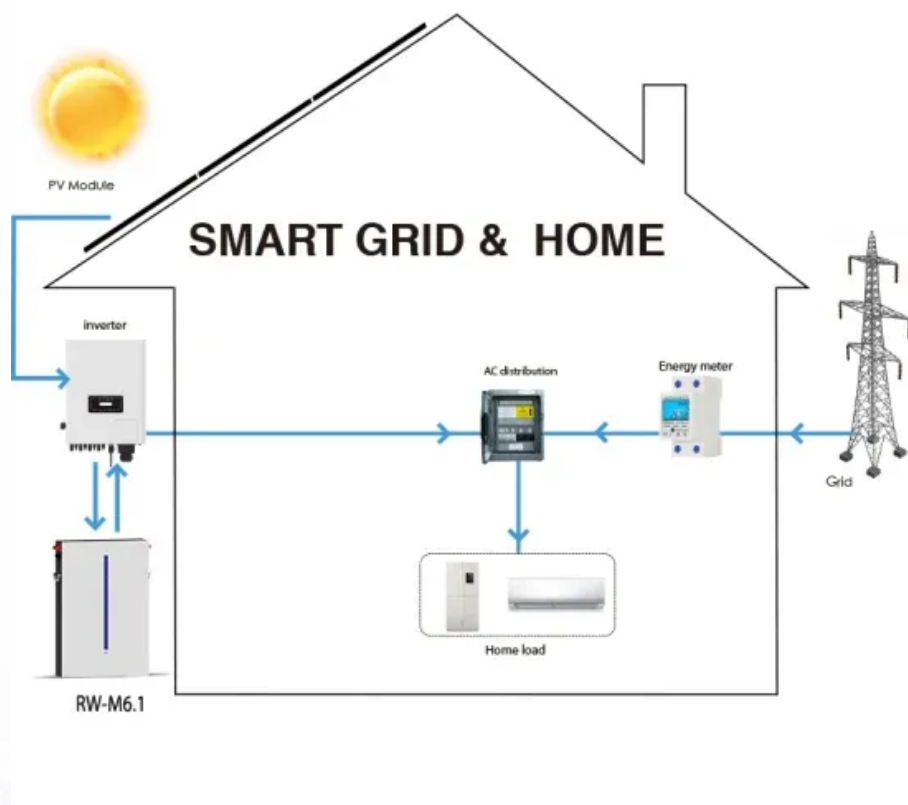 PV Module
SMART GRID & HOME
inverter
AC distribution
Energy meter
Grid
Home load
RW-M6.1